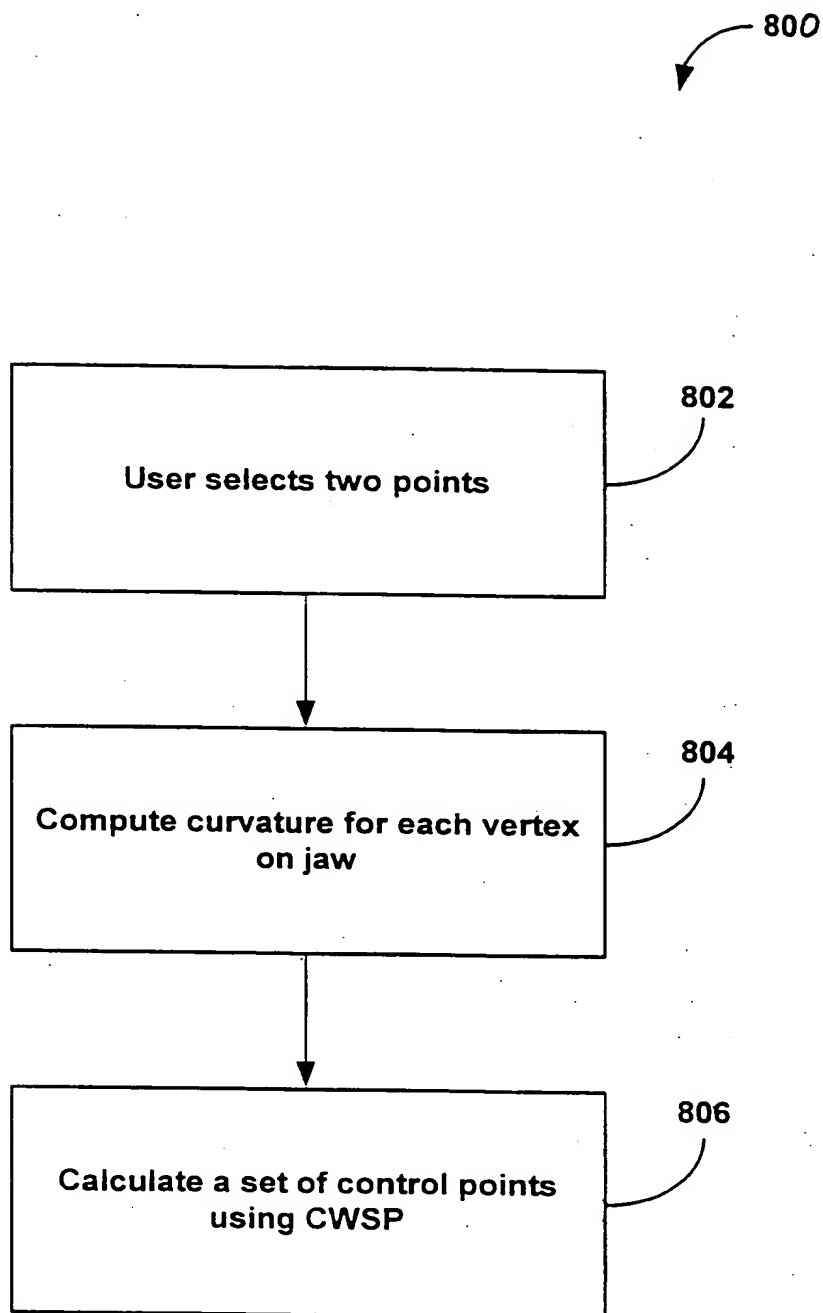 800
802
User selects two points
804
Compute curvature for each vertex
on jaw
806
Calculate a set of control points
using CWSP